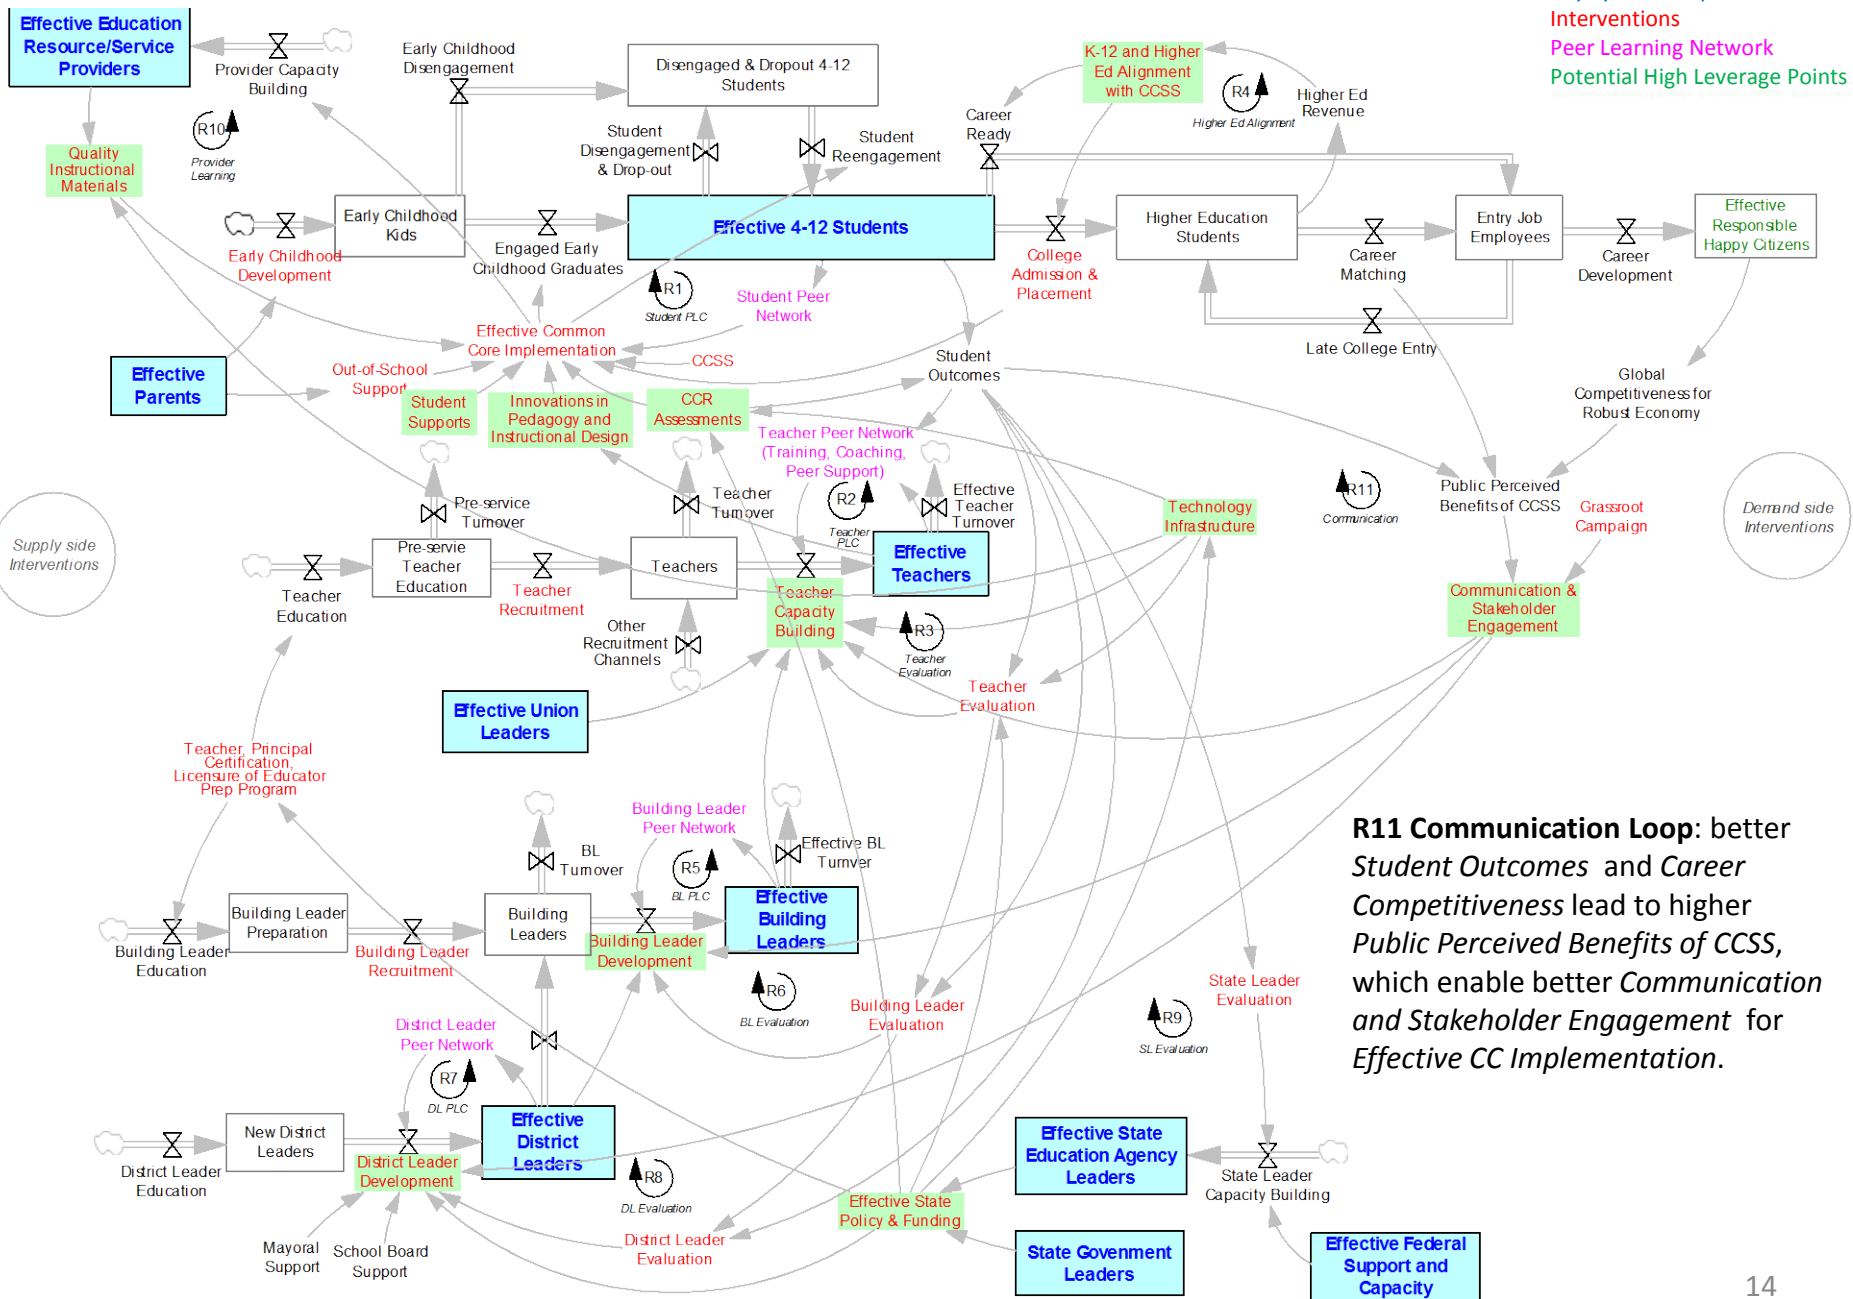 Interventions
Peer Learning Network
Potential High Leverage Points
Effective Education
Resource/Service
Providers
Provider Capacity
Building
Early Childhood
Disengagement
Disengaged & Dropout 4-12
Students
K-12 and Higher
Ed Alignment
with CCSS
R4
Higher Ed Alignment
Higher Ed
Revenue
Career
Ready
R10
Provider
Learning
Quality
Instructional
Materials
Student
Disengagement
& Drop-out
Student
Reengagement
Early Childhood
Kids
Effective 4-12 Students
Higher Education
Students
Entry Job
Employees
Effective
Responsible
Happy Citizens
Early Childhood
Development
Engaged Early
Childhood Graduates
College
Admission &
Placement
Career
Matching
Career
Development
R1
Student PLC
Student Peer
Network
Effective Common
Core Implementation
CCSS
Late College Entry
Effective
Parents
Out-of-School
Support
Student
Outcomes
Global
Competitiveness for
Robust Economy
Student
Supports
Innovations in
Pedagogy and
Instructional Design
CCR
Assessments
Teacher Peer Network
(Training, Coaching,
Peer Support)
Pre-service
Turnover
Teacher
Turnover
R2
Teacher
PLC
Effective
Teacher
Turnover
Technology
Infrastructure
R11
Communication
Public Perceived
Benefits of CCSS
Grassroot
Campaign
Supply side
Interventions
Demand side
Interventions
Pre-servie
Teacher
Education
Teachers
Effective
Teachers
Teacher
Education
Teacher
Recruitment
Teacher
Capacity
Building
Communication &
Stakeholder
Engagement
Other
Recruitment
Channels
R3
Teacher
Evaluation
Teacher
Evaluation
Effective Union
Leaders
Teacher, Principal
Certification,
Licensure of Educator
Prep Program
Building Leader
Peer Network
BL
Turnover
R5
BL PLC
Effective BL
Turnver
Building Leader
Preparation
Building
Leaders
Effective
Building
Leaders
Building Leader
Education
Building Leader
Recruitment
Building Leader
Development
R6
BL Evaluation
Building Leader
Evaluation
State Leader
Evaluation
R9
SL Evaluation
R11 Communication Loop: better
Student Outcomes and Career
Competitiveness lead to higher
Public Perceived Benefits of CCSS,
which enable better Communication
and Stakeholder Engagement for
Effective CC Implementation.
District Leader
Peer Network
R7
DL PLC
New District
Leaders
Effective
District
Leaders
District Leader
Education
District Leader
Development
R8
DL Evaluation
Effective State
Education Agency
Leaders
State Leader
Capacity Building
Effective State
Policy & Funding
Mayoral
Support
School Board
Support
District Leader
Evaluation
State Govenment
Leaders
Effective Federal
Support and
Capacity
14